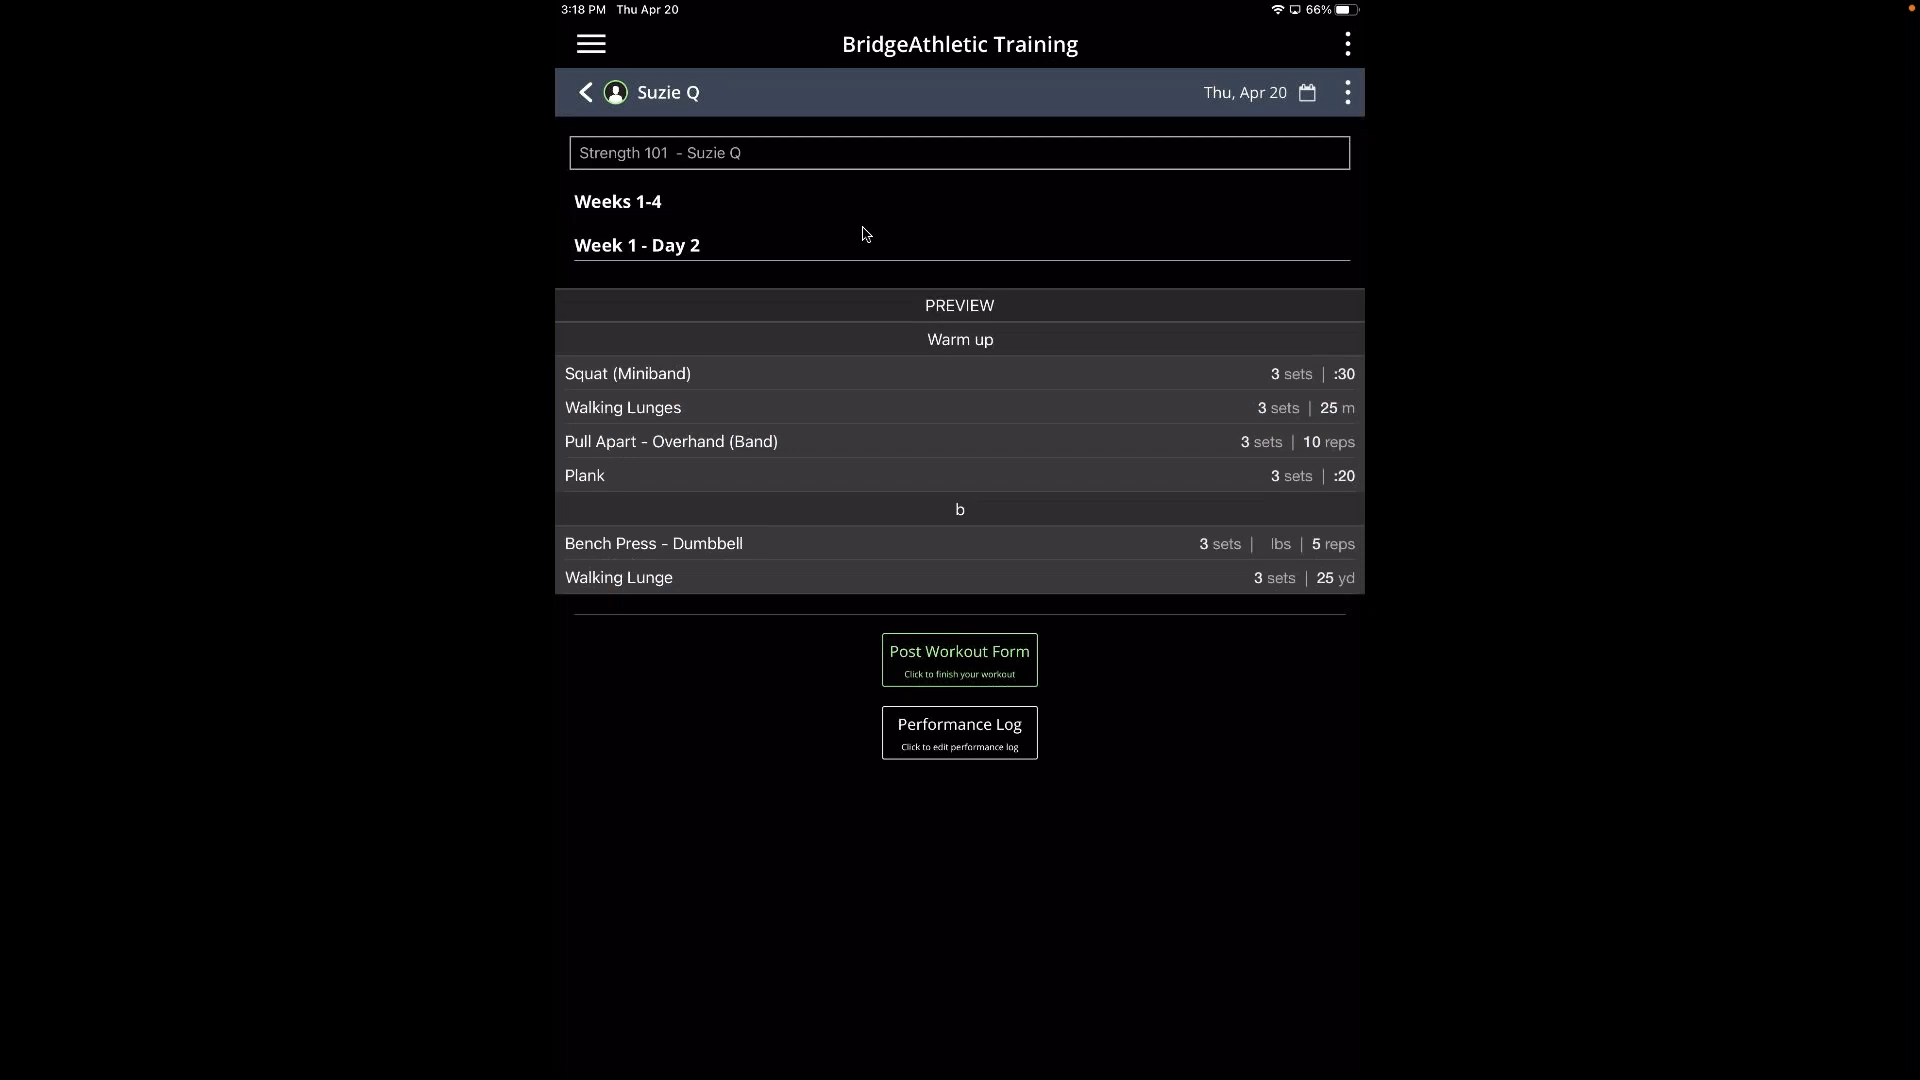 3:18 PM Thu Apr 20 66%
BridgeAthletic Training
Suzie Q Thu, Apr 20
Strength 101 - Suzie Q
Weeks 1-4
Week 1 - Day 2
PREVIEW
Warm up
Squat (Miniband) 3 sets | :30
Walking Lunges 3 sets | 25 m
Pull Apart - Overhand (Band) 3 sets | 10 reps
Plank 3 sets | :20
b
Bench Press - Dumbbell 3 sets | lbs | 5 reps
Walking Lunge 3 sets | 25 yd
Post Workout Form
Click to finish your workout
Performance Log
Click to edit performance log